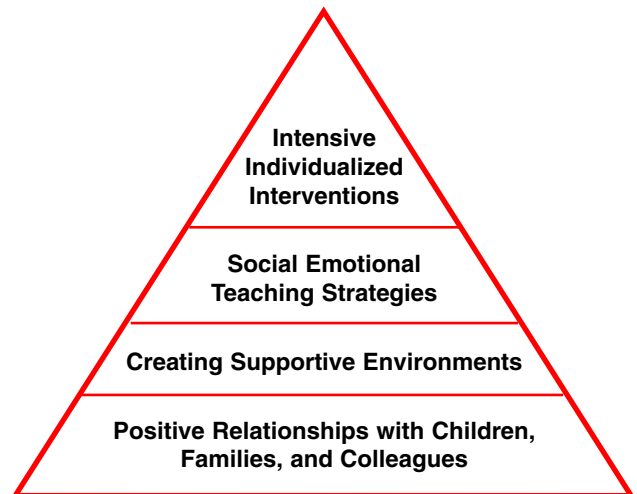 Intensive
Individualized
Interventions
Social Emotional
Teaching Strategies
Creating Supportive Environments
Positive Relationships with Children,
Families, and Colleagues